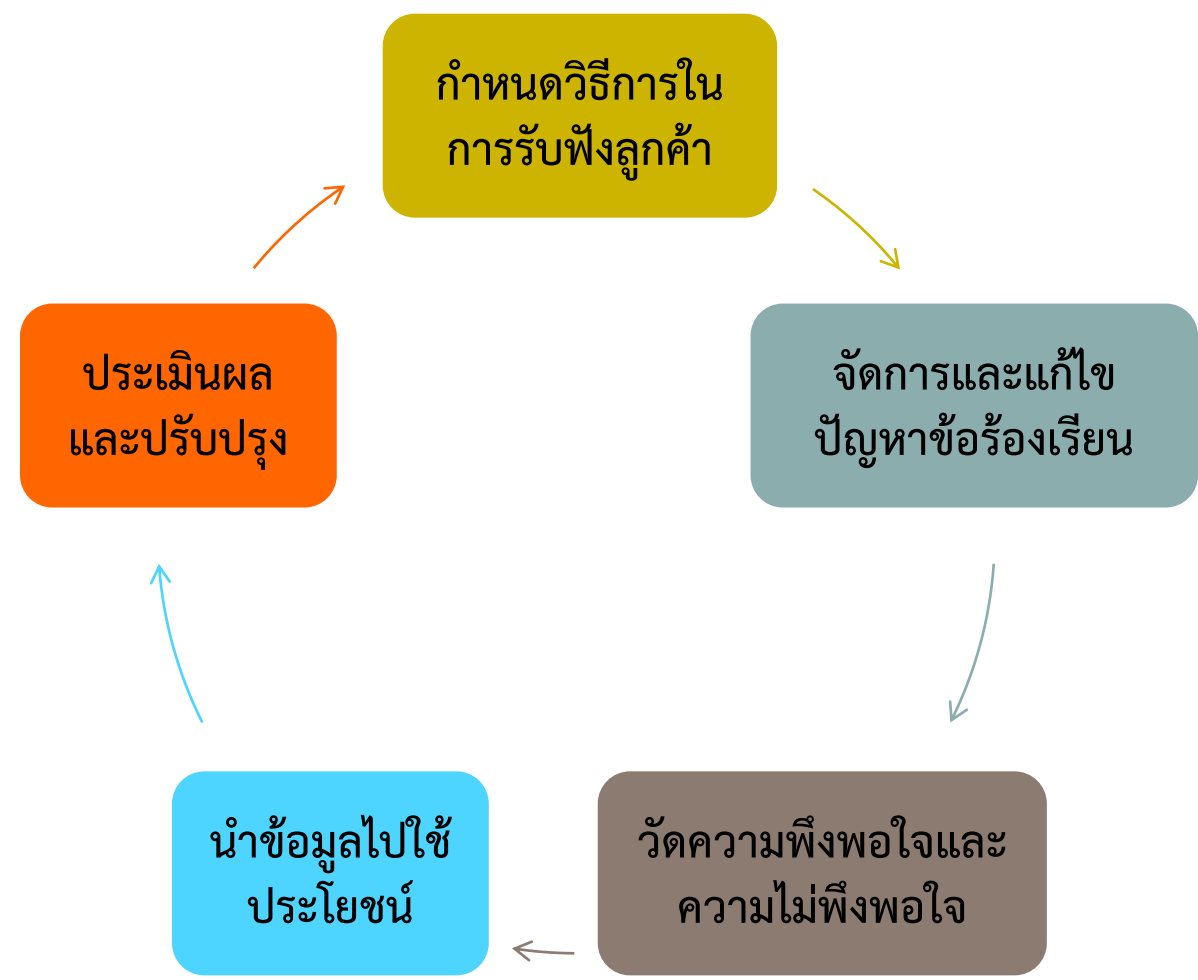 กำหนดวิธีการใน
การรับฟังลูกค้า
จัดการและแก้ไข
ปัญหาข้อร้องเรียน
วัดความพึงพอใจและ
ความไม่พึงพอใจ
นำข้อมูลไปใช้
ประโยชน์
ประเมินผล
และปรับปรุง